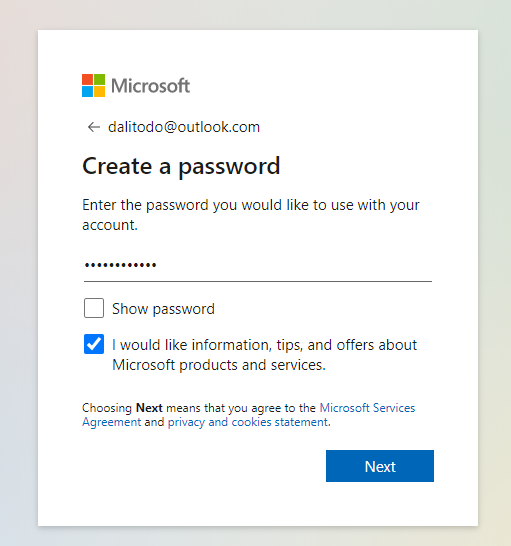 Microsoft
← dalitodo@outlook.com
Create a password
Enter the password you would like to use with your
account.
••••••••••••
Show password
I would like information, tips, and offers about
Microsoft products and services.
Choosing Next means that you agree to the Microsoft Services
Agreement and privacy and cookies statement.
Next